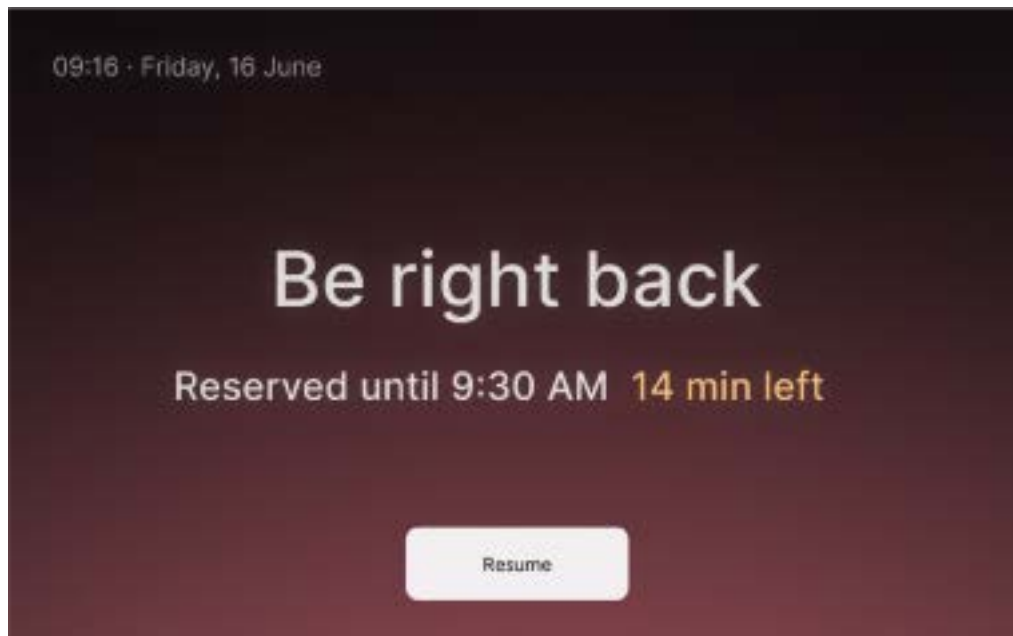 09:16 · Friday, 16 June
Be right back
Reserved until 9:30 AM 14 min left
Resume